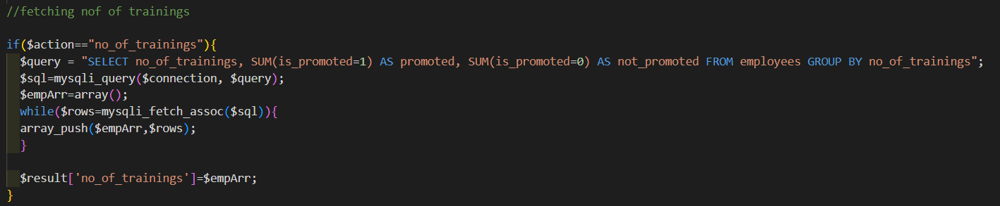 //fetching nof of trainings
if($action=="no_of_trainings"){
$query = "SELECT no_of_trainings, SUM(is_promoted=1) AS promoted, SUM(is_promoted=0) AS not_promoted FROM employees GROUP BY no_of_trainings";
$sql=mysqli_query($connection, $query);
$empArr=array();
while($rows=mysqli_fetch_assoc($sql)){
array_push($empArr,$rows);
}
$result['no_of_trainings']=$empArr;
}